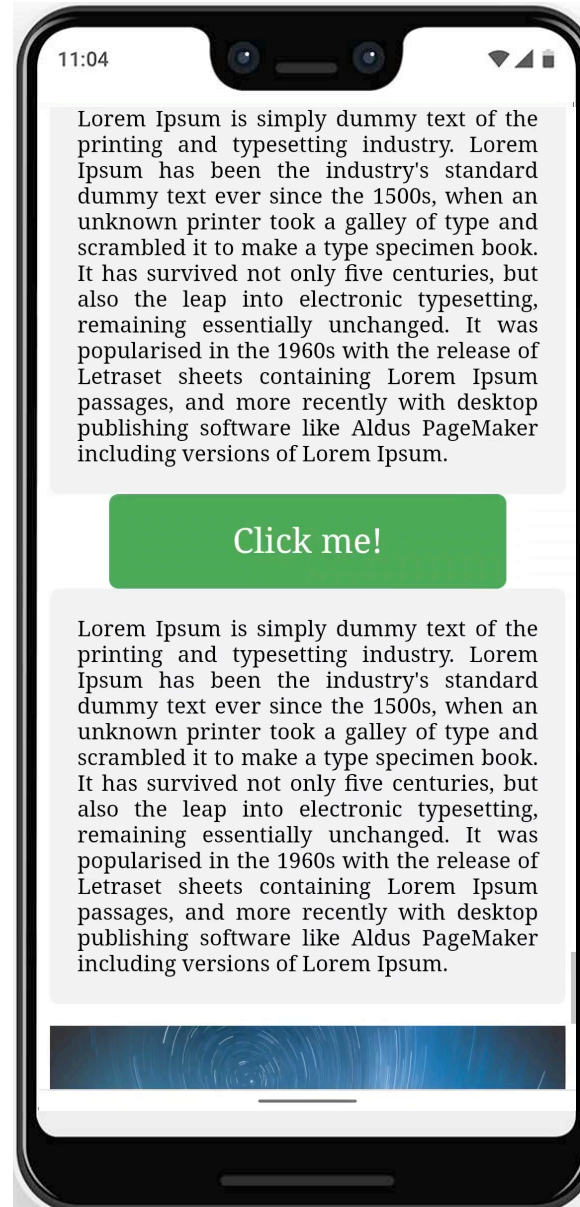 11:04
Lorem Ipsum is simply dummy text of the
printing and typesetting industry. Lorem
Ipsum has been the industry's standard
dummy text ever since the 1500s, when an
unknown printer took a galley of type and
scrambled it to make a type specimen book.
It has survived not only five centuries, but
also the leap into electronic typesetting,
remaining essentially unchanged. It was
popularised in the 1960s with the release of
Letraset sheets containing Lorem Ipsum
passages, and more recently with desktop
publishing software like Aldus PageMaker
including versions of Lorem Ipsum.
Click me!
Lorem Ipsum is simply dummy text of the
printing and typesetting industry. Lorem
Ipsum has been the industry's standard
dummy text ever since the 1500s, when an
unknown printer took a galley of type and
scrambled it to make a type specimen book.
It has survived not only five centuries, but
also the leap into electronic typesetting,
remaining essentially unchanged. It was
popularised in the 1960s with the release of
Letraset sheets containing Lorem Ipsum
passages, and more recently with desktop
publishing software like Aldus PageMaker
including versions of Lorem Ipsum.